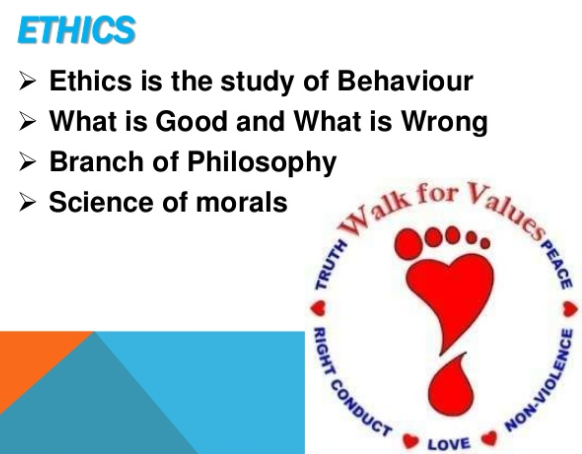 ETHICS
➢ Ethics is the study of Behaviour
➢ What is Good and What is Wrong
➢ Branch of Philosophy
➢ Science of morals
Walk for Values
TRUTH
PEACE
RIGHT CONDUCT
NON-VIOLENCE
LOVE